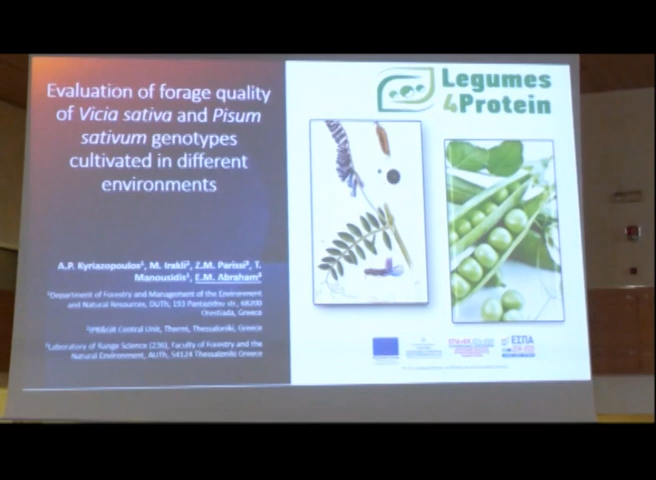 Evaluation of forage quality
of Vicia sativa and Pisum
sativum genotypes
cultivated in different
environments
Legumes
4Protein
A.P. Kyriazopoulos¹, M. Irakli², Z.M. Parissi³, T.
Manousidis¹, E.M. Abraham³
¹Department of Forestry and Management of the Environment
and Natural Resources, DUTh, 193 Pantazidou str., 68200
Orestiada, Greece
Central Unit, Thermi, Thessaloniki, Greece
³Laboratory of Range Science (236), Faculty of Forestry and the
Natural Environment, AUTh, 54124 Thessaloniki Greece
ΕΣΠΑ